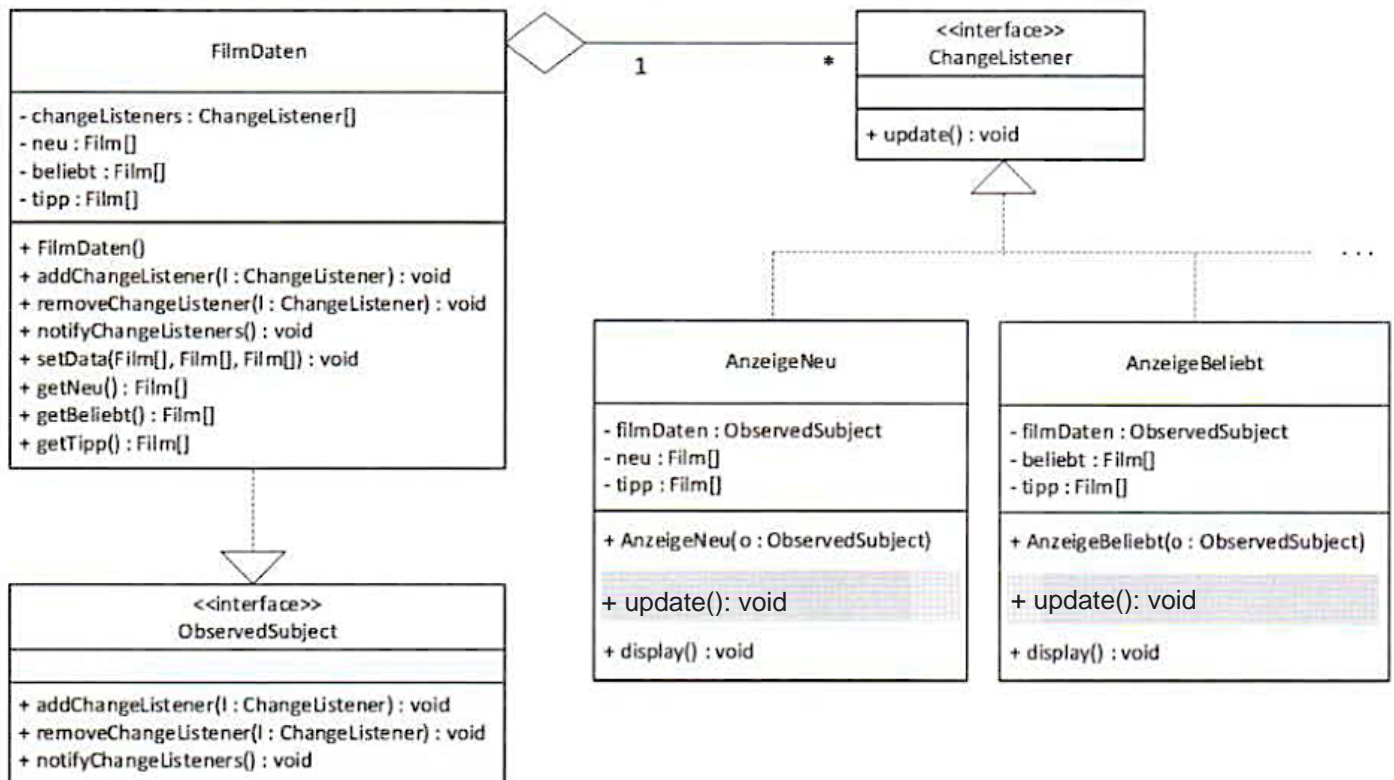 FilmDaten
- changeListeners : ChangeListener[]
- neu : Film[]
- beliebt : Film[]
- tipp : Film[]
+ FilmDaten()
+ addChangeListener(l : ChangeListener) : void
+ removeChangeListener(l : ChangeListener) : void
+ notifyChangeListeners() : void
+ setData(Film[], Film[], Film[]) : void
+ getNeu() : Film[]
+ getBeliebt() : Film[]
+ getTipp() : Film[]
1
*
<<interface>>
ChangeListener
+ update() : void
...
AnzeigeNeu
- filmDaten : ObservedSubject
- neu : Film[]
- tipp : Film[]
+ AnzeigeNeu(o : ObservedSubject)
+ update(): void
+ display() : void
AnzeigeBeliebt
- filmDaten : ObservedSubject
- beliebt : Film[]
- tipp : Film[]
+ AnzeigeBeliebt(o : ObservedSubject)
+ update(): void
+ display() : void
<<interface>>
ObservedSubject
+ addChangeListener(l : ChangeListener) : void
+ removeChangeListener(l : ChangeListener) : void
+ notifyChangeListeners() : void